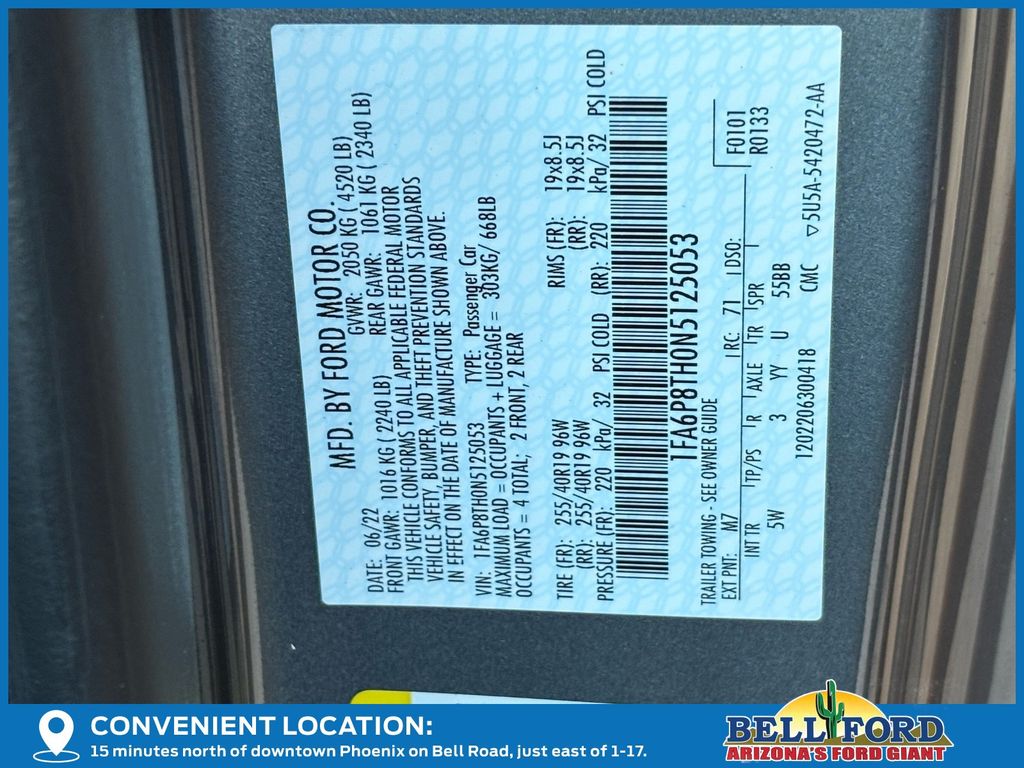 MFD. BY FORD MOTOR CO.
DATE: 06/22 GVWR: 2050 KG ( 4520 LB)
FRONT GAWR: 1016 KG ( 2240 LB) REAR GAWR: 1061 KG ( 2340 LB)
THIS VEHICLE CONFORMS TO ALL APPLICABLE FEDERAL MOTOR
VEHICLE SAFETY, BUMPER, AND THEFT PREVENTION STANDARDS
IN EFFECT ON THE DATE OF MANUFACTURE SHOWN ABOVE.
VIN: 1FA6P8TH0N5125053 TYPE: Passenger Car
MAXIMUM LOAD = OCCUPANTS + LUGGAGE = 303KG/ 668LB
OCCUPANTS = 4 TOTAL; 2 FRONT, 2 REAR
TIRE (FR): 255/40R19 96W RIMS (FR): 19x8.5J
(RR): 255/40R19 96W (RR): 19x8.5J
PRESSURE (FR): 220 kPa/ 32 PSI COLD (RR): 220 kPa/ 32 PSI COLD
1FA6P8TH0N5125053
TRAILER TOWING - SEE OWNER GUIDE
EXT PNT: M7 RC: 71 DSO: F0101
R0133
INT TR TP/PS R AXLE TR SPR
5W 3 YY U 55BB
1202206300418 CMC ▽5U5A-5420472-AA
CONVENIENT LOCATION:
15 minutes north of downtown Phoenix on Bell Road, just east of 1-17.
BELL FORD
ARIZONA'S FORD GIANT